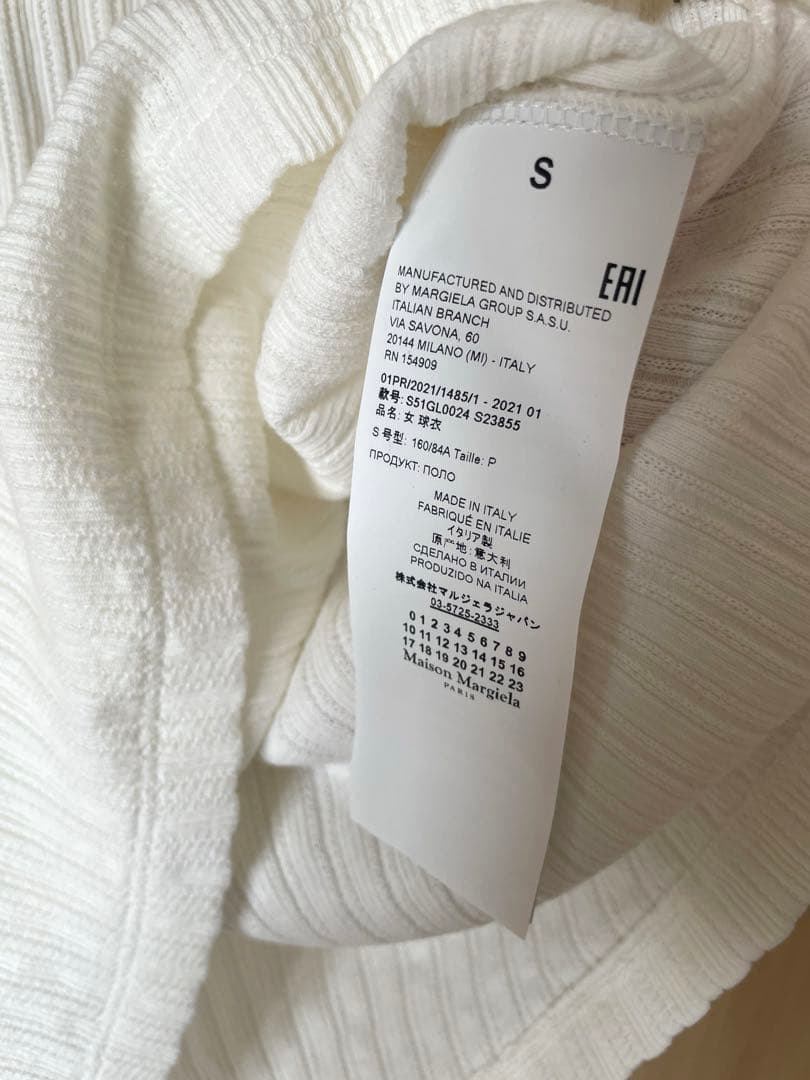 S
EAC
MANUFACTURED AND DISTRIBUTED
BY MARGIELA GROUP S.A.S.U.
ITALIAN BRANCH
VIA SAVONA, 60
20144 MILANO (MI) - ITALY
RN 154909
01PR/2021/1485/1 - 2021 01
款号: S51GL0024 S23855
品名: 女 球衣
S 号型: 160/84A Taille: P
ПРОДУКТ: ПОЛО
MADE IN ITALY
FABRIQUÉ EN ITALIE
イタリア製
原产地: 意大利
СДЕЛАНО В ИТАЛИИ
PRODUZIDO NA ITALIA
株式会社マルジェラジャパン
03-5725-2333
0 1 2 3 4 5 6 7 8 9
10 11 12 13 14 15 16
17 18 19 20 21 22 23
Maison Margiela
PARIS